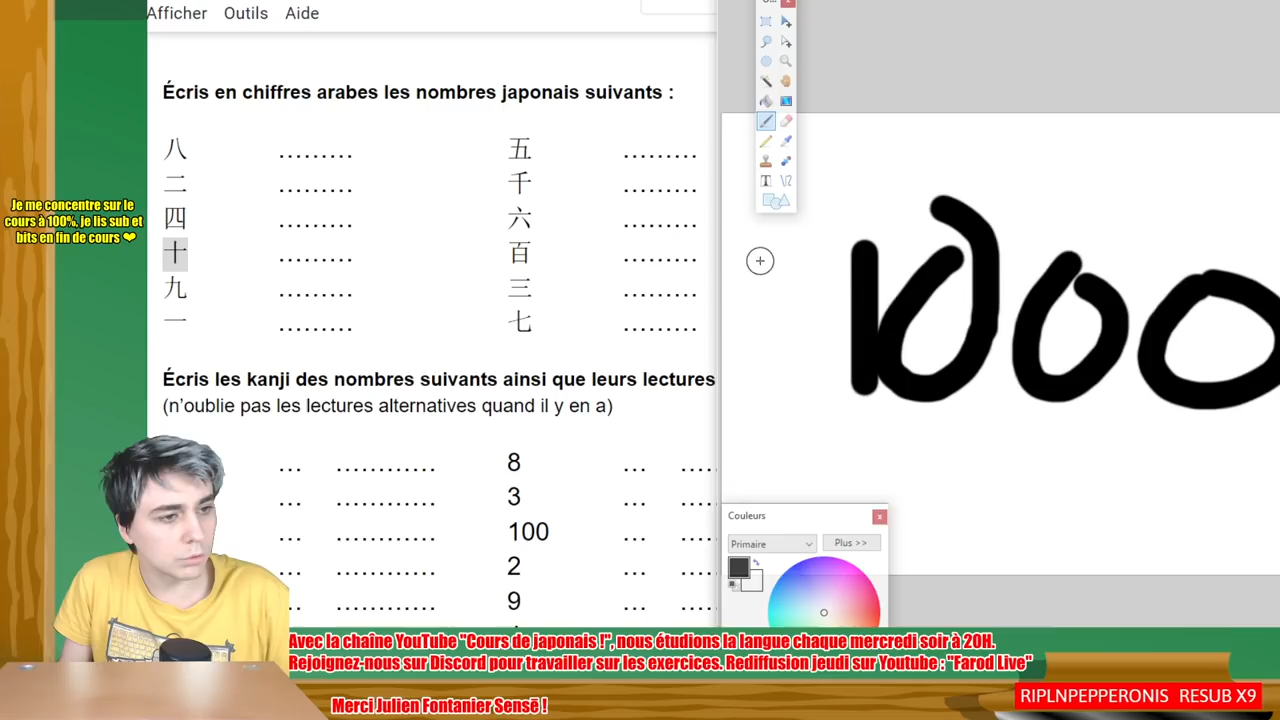 Afficher Outils Aide
Écris en chiffres arabes les nombres japonais suivants :
八 ……… 五 ………
二 ……… 千 ………
四 ……… 六 ………
十 ……… 百 ………
九 ……… 三 ………
一 ……… 七 ………
Écris les kanji des nombres suivants ainsi que leurs lectures
(n'oublie pas les lectures alternatives quand il y en a)
… ………… 8 … ……
… ………… 3 … ……
… ………… 100 … ……
… ………… 2 … ……
… ………… 9 … ……
Je me concentre sur le
cours à 100%, je lis sub et
bits en fin de cours ❤
1000
Couleurs
Primaire Plus >>
Avec la chaîne YouTube "Cours de japonais !", nous étudions la langue chaque mercredi soir à 20H.
Rejoignez-nous sur Discord pour travailler sur les exercices. Rediffusion jeudi sur Youtube : "Farod Live"
Merci Julien Fontanier Sensē !
RIPLNPEPPERONIS RESUB X9